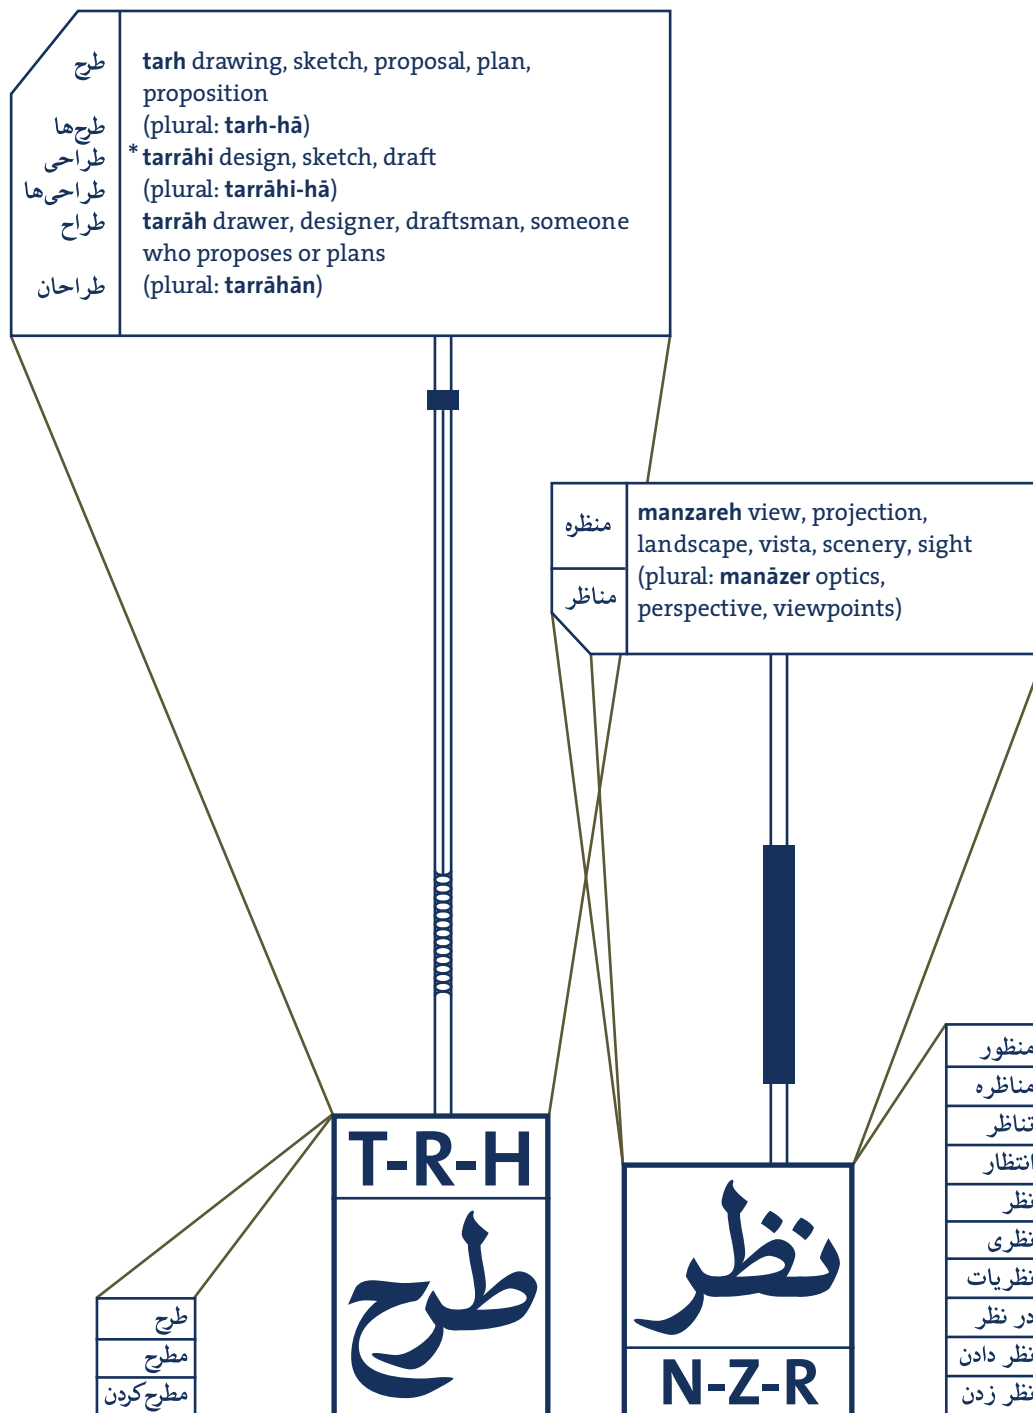 طرح
tarh drawing, sketch, proposal, plan,
proposition
طرح‌ها
(plural: tarh-hā)
طراحی
* tarrāhi design, sketch, draft
طراحی‌ها
(plural: tarrāhi-hā)
طراح
tarrāh drawer, designer, draftsman, someone
who proposes or plans
طراحان
(plural: tarrāhān)
منظره
manzareh view, projection,
landscape, vista, scenery, sight
مناظر
(plural: manāzer optics,
perspective, viewpoints)
T-R-H
طرح
طرح
مطرح
مطرح‌کردن
نظر
N-Z-R
منظور
مناظره
تناظر
انتظار
نظر
نظری
نظریات
در نظر
نظر دادن
نظر زدن